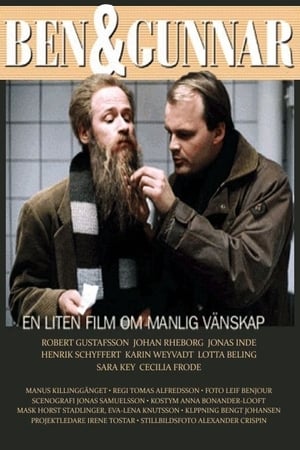 BEN&GUNNAR
EN LITEN FILM OM MANLIG VÄNSKAP
ROBERT GUSTAFSSON JOHAN RHEBORG JONAS INDE
HENRIK SCHYFFERT KARIN WEYVADT LOTTA BELING
SARA KEY CECILIA FRODE
MANUS KILLINGGÄNGET • REGI TOMAS ALFREDSSON • FOTO LEIF BENJOUR
SCENOGRAFI JONAS SAMUELSSON • KOSTYM ANNA BONANDER-LOOFT
MASK HORST STADLINGER, EVA-LENA KNUTSSON • KLPPNING BENGT JOHANSEN
PROJEKTLEDARE IRENE TOSTAR • STILLBILDSFOTO ALEXANDER CRISPIN